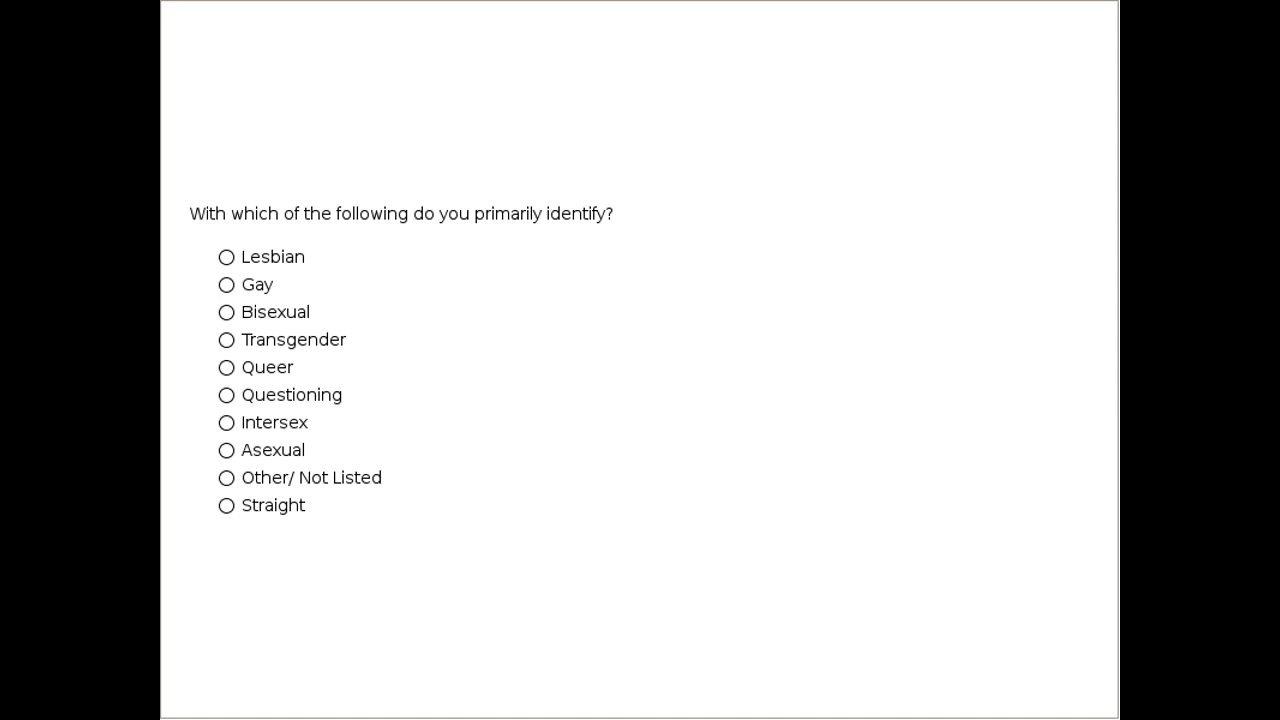 With which of the following do you primarily identify?
Lesbian
Gay
Bisexual
Transgender
Queer
Questioning
Intersex
Asexual
Other/ Not Listed
Straight